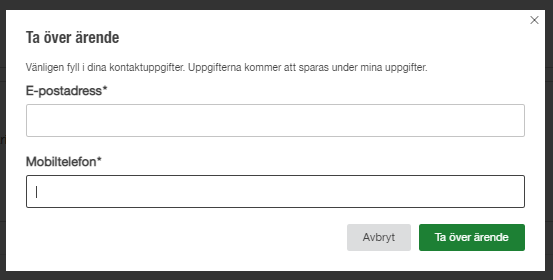 Ta över ärende
Vänligen fyll i dina kontaktuppgifter. Uppgifterna kommer att sparas under mina uppgifter.
E-postadress*
Mobiltelefon*
Avbryt
Ta över ärende